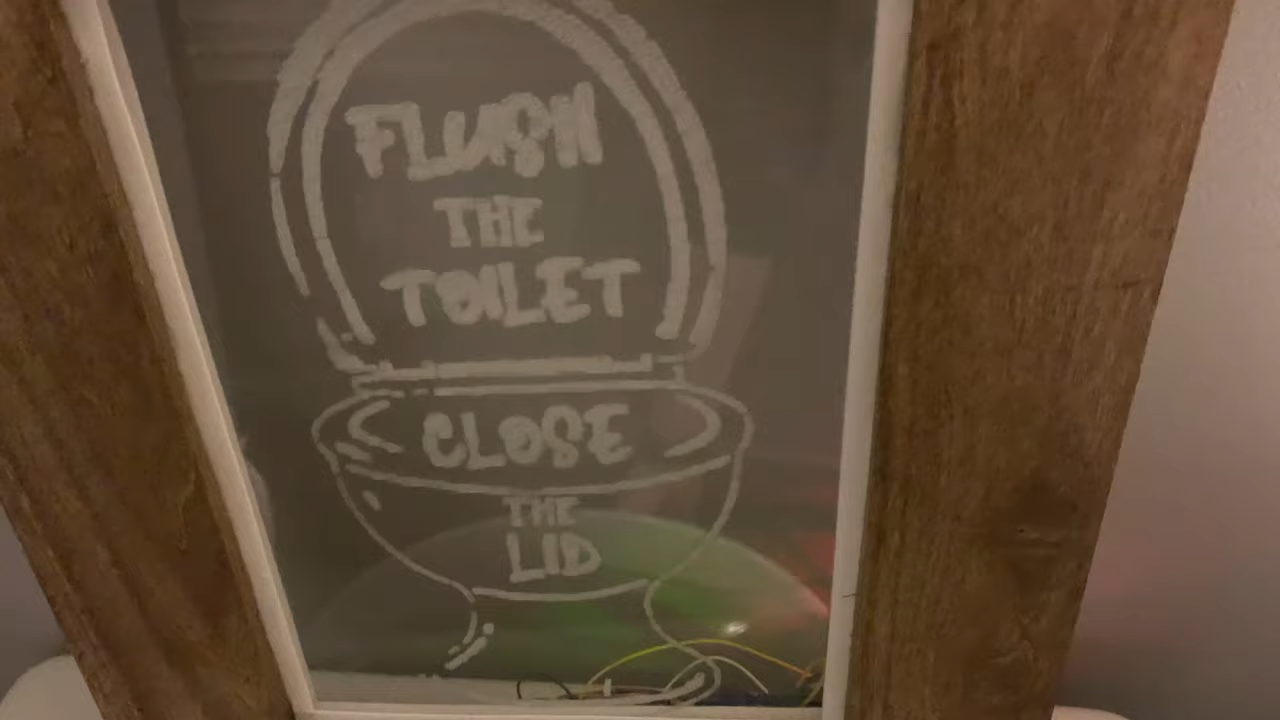 FLUSH
THE
TOILET
CLOSE
THE
LID